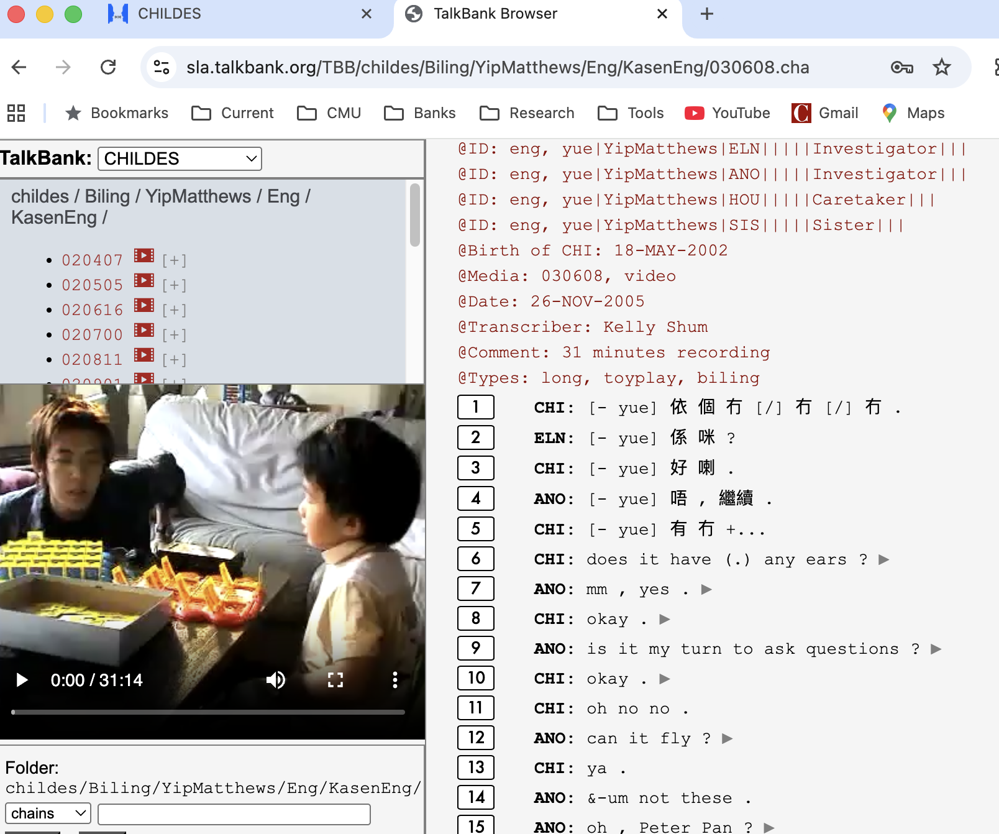 CHILDES
TalkBank Browser
sla.talkbank.org/TBB/childes/Biling/YipMatthews/Eng/KasenEng/030608.cha
Bookmarks Current CMU Banks Research Tools YouTube Gmail Maps
TalkBank: CHILDES
childes / Biling / YipMatthews / Eng /
KasenEng /
020407 [+]
020505 [+]
020616 [+]
020700 [+]
020811 [+]
020901 [+]
0:00 / 31:14
Folder:
childes/Biling/YipMatthews/Eng/KasenEng/
chains
@ID: eng, yue|YipMatthews|ELN|||||Investigator|||
@ID: eng, yue|YipMatthews|ANO|||||Investigator|||
@ID: eng, yue|YipMatthews|HOU|||||Caretaker|||
@ID: eng, yue|YipMatthews|SIS|||||Sister|||
@Birth of CHI: 18-MAY-2002
@Media: 030608, video
@Date: 26-NOV-2005
@Transcriber: Kelly Shum
@Comment: 31 minutes recording
@Types: long, toyplay, biling
1 CHI: [- yue] 依 個 冇 [/] 冇 [/] 冇 .
2 ELN: [- yue] 係 咪 ?
3 CHI: [- yue] 好 喇 .
4 ANO: [- yue] 唔 , 繼續 .
5 CHI: [- yue] 有 冇 +...
6 CHI: does it have (.) any ears ?
7 ANO: mm , yes .
8 CHI: okay .
9 ANO: is it my turn to ask questions ?
10 CHI: okay .
11 CHI: oh no no .
12 ANO: can it fly ?
13 CHI: ya .
14 ANO: &-um not these .
15 ANO: oh , Peter Pan ?